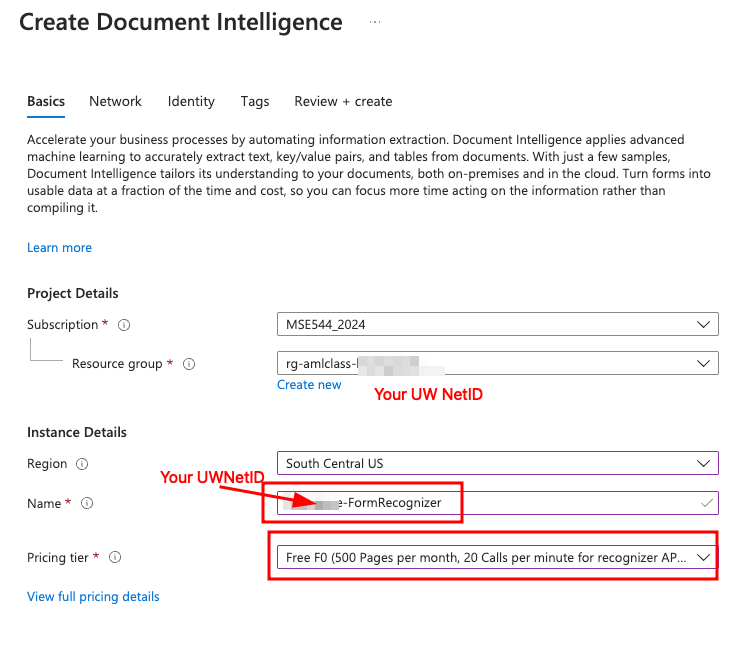 Create Document Intelligence ...
Basics Network Identity Tags Review + create
Accelerate your business processes by automating information extraction. Document Intelligence applies advanced
machine learning to accurately extract text, key/value pairs, and tables from documents. With just a few samples,
Document Intelligence tailors its understanding to your documents, both on-premises and in the cloud. Turn forms into
usable data at a fraction of the time and cost, so you can focus more time acting on the information rather than
compiling it.
Learn more
Project Details
Subscription * MSE544_2024
Resource group * rg-amlclass-
Create new
Your UW NetID
Instance Details
Region South Central US
Your UWNetID
Name * e-FormRecognizer
Pricing tier * Free F0 (500 Pages per month, 20 Calls per minute for recognizer AP...
View full pricing details